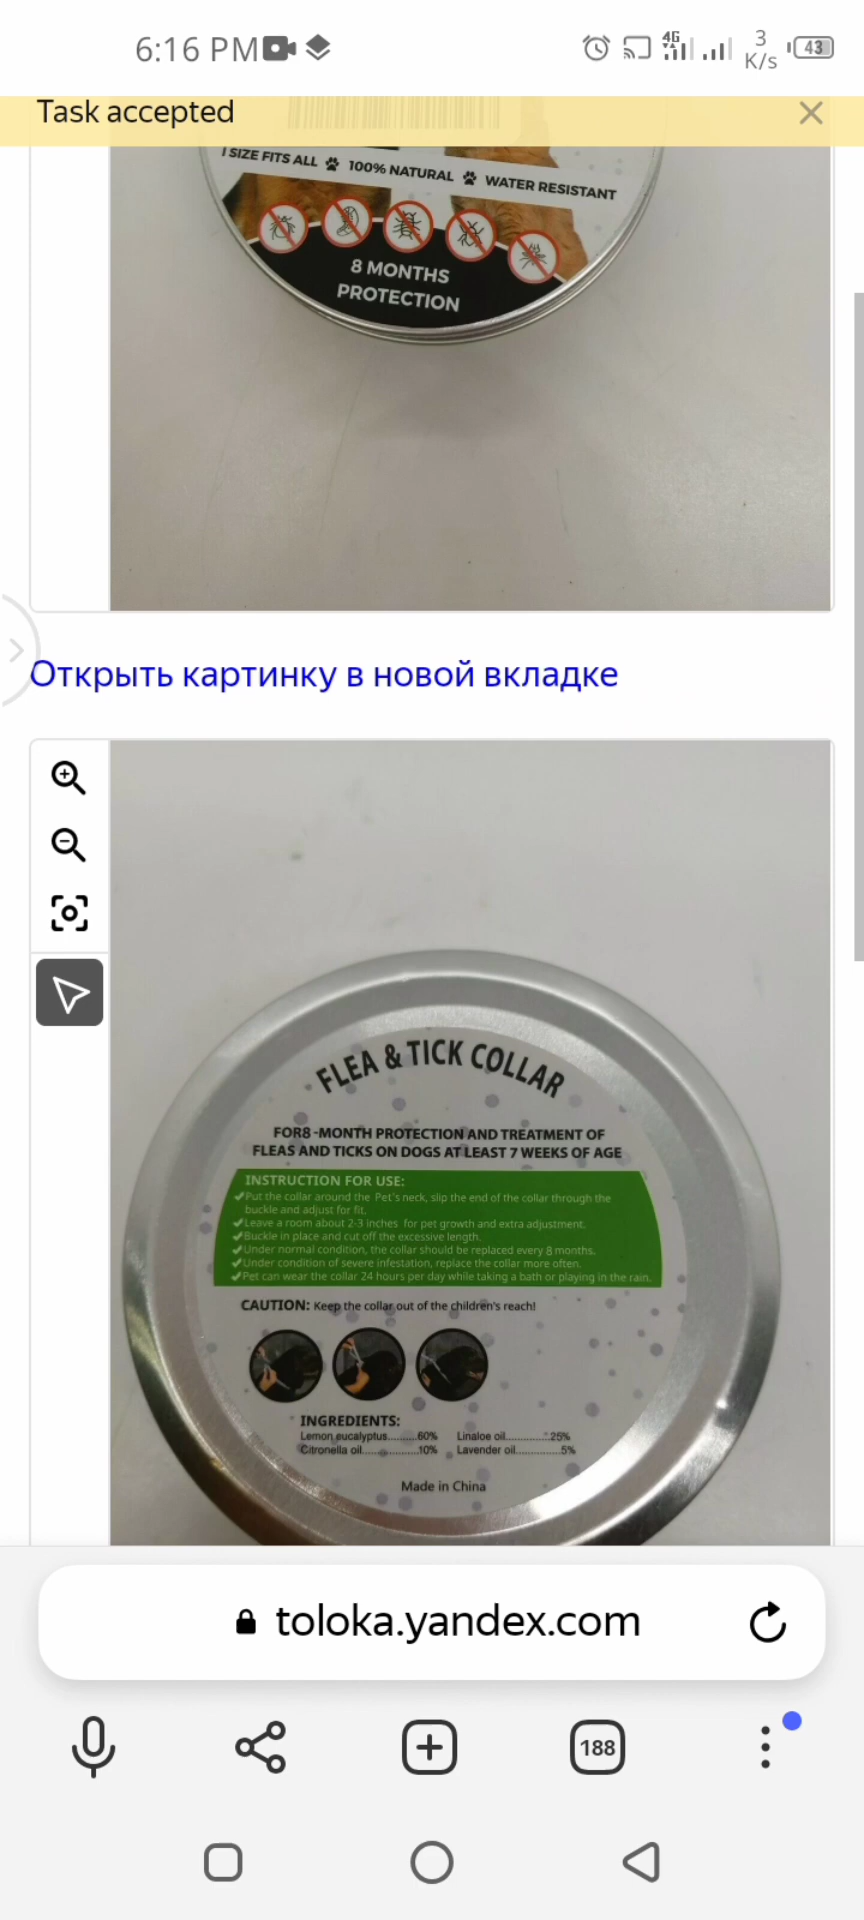 6:16 PM
4G
3
K/s
43
Task accepted
1 SIZE FITS ALL 100% NATURAL WATER RESISTANT
8 MONTHS
PROTECTION
Открыть картинку в новой вкладке
FLEA & TICK COLLAR
FOR8 -MONTH PROTECTION AND TREATMENT OF
FLEAS AND TICKS ON DOGS AT LEAST 7 WEEKS OF AGE
INSTRUCTION FOR USE:
✓Put the collar around the Pet's neck, slip the end of the collar through the
buckle and adjust for fit.
✓Leave a room about 2-3 inches for pet growth and extra adjustment.
✓Buckle in place and cut off the excessive length.
✓Under normal condition, the collar should be replaced every 8 months.
✓Under condition of severe infestation, replace the collar more often.
✓Pet can wear the collar 24 hours per day while taking a bath or playing in the rain.
CAUTION: Keep the collar out of the children's reach!
INGREDIENTS:
Lemon eucalyptus..........60% Linaloe oil..............25%
Citronella oil...................10% Lavender oil...............5%
Made in China
toloka.yandex.com
188